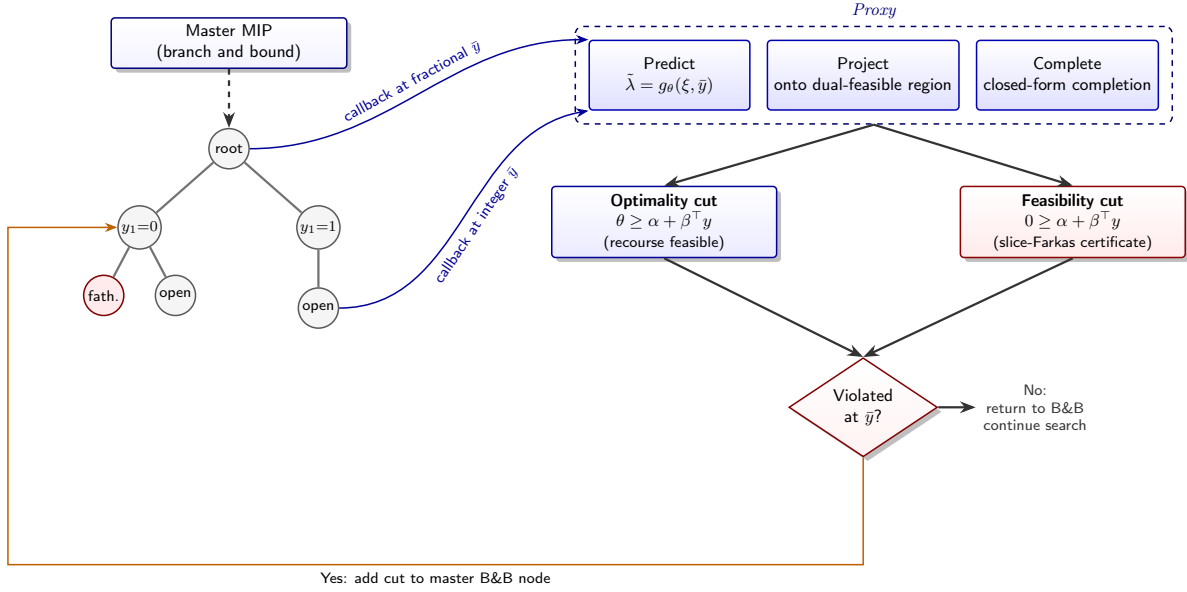 Proxy
Master MIP
(branch and bound)
callback at fractional ȳ
Predict
λ̃ = g_θ(ξ, ȳ)
Project
onto dual-feasible region
Complete
closed-form completion
root
callback at integer ȳ
y₁=0
y₁=1
fath.
open
open
Optimality cut
θ ≥ α + β^⊤ y
(recourse feasible)
Feasibility cut
0 ≥ α + β^⊤ y
(slice-Farkas certificate)
Violated
at ȳ?
No:
return to B&B
continue search
Yes: add cut to master B&B node